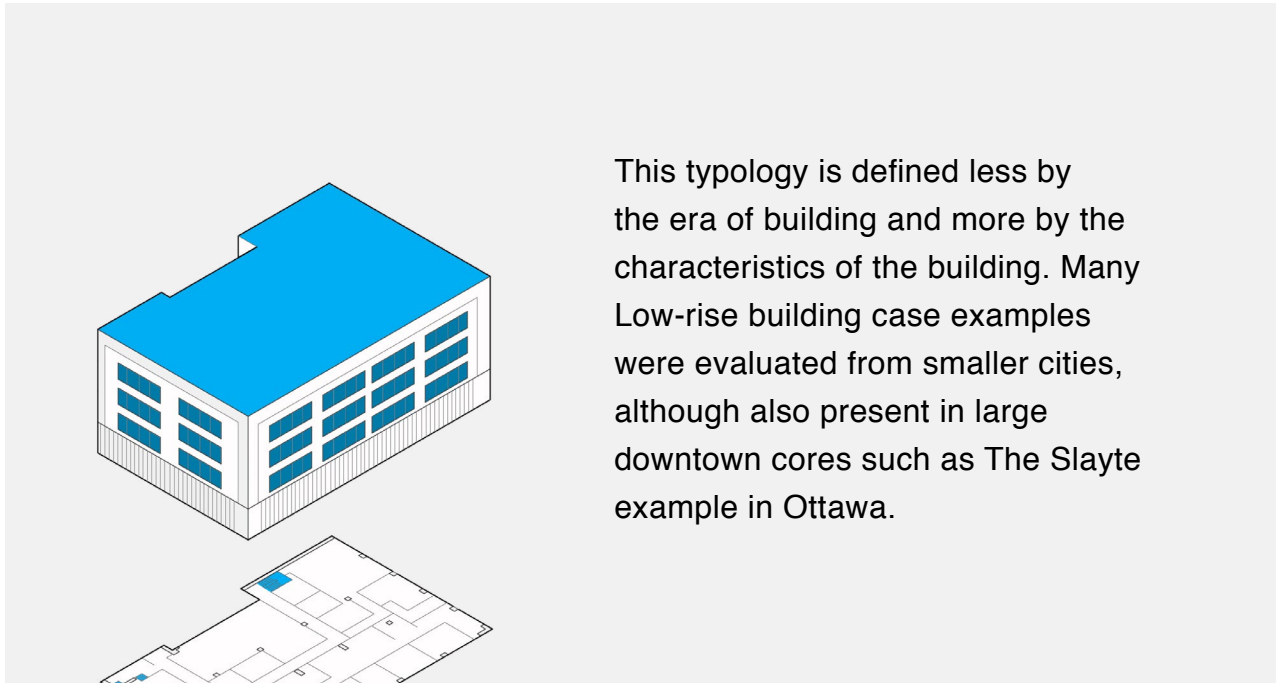 This typology is defined less by
the era of building and more by the
characteristics of the building. Many
Low-rise building case examples
were evaluated from smaller cities,
although also present in large
downtown cores such as The Slayte
example in Ottawa.